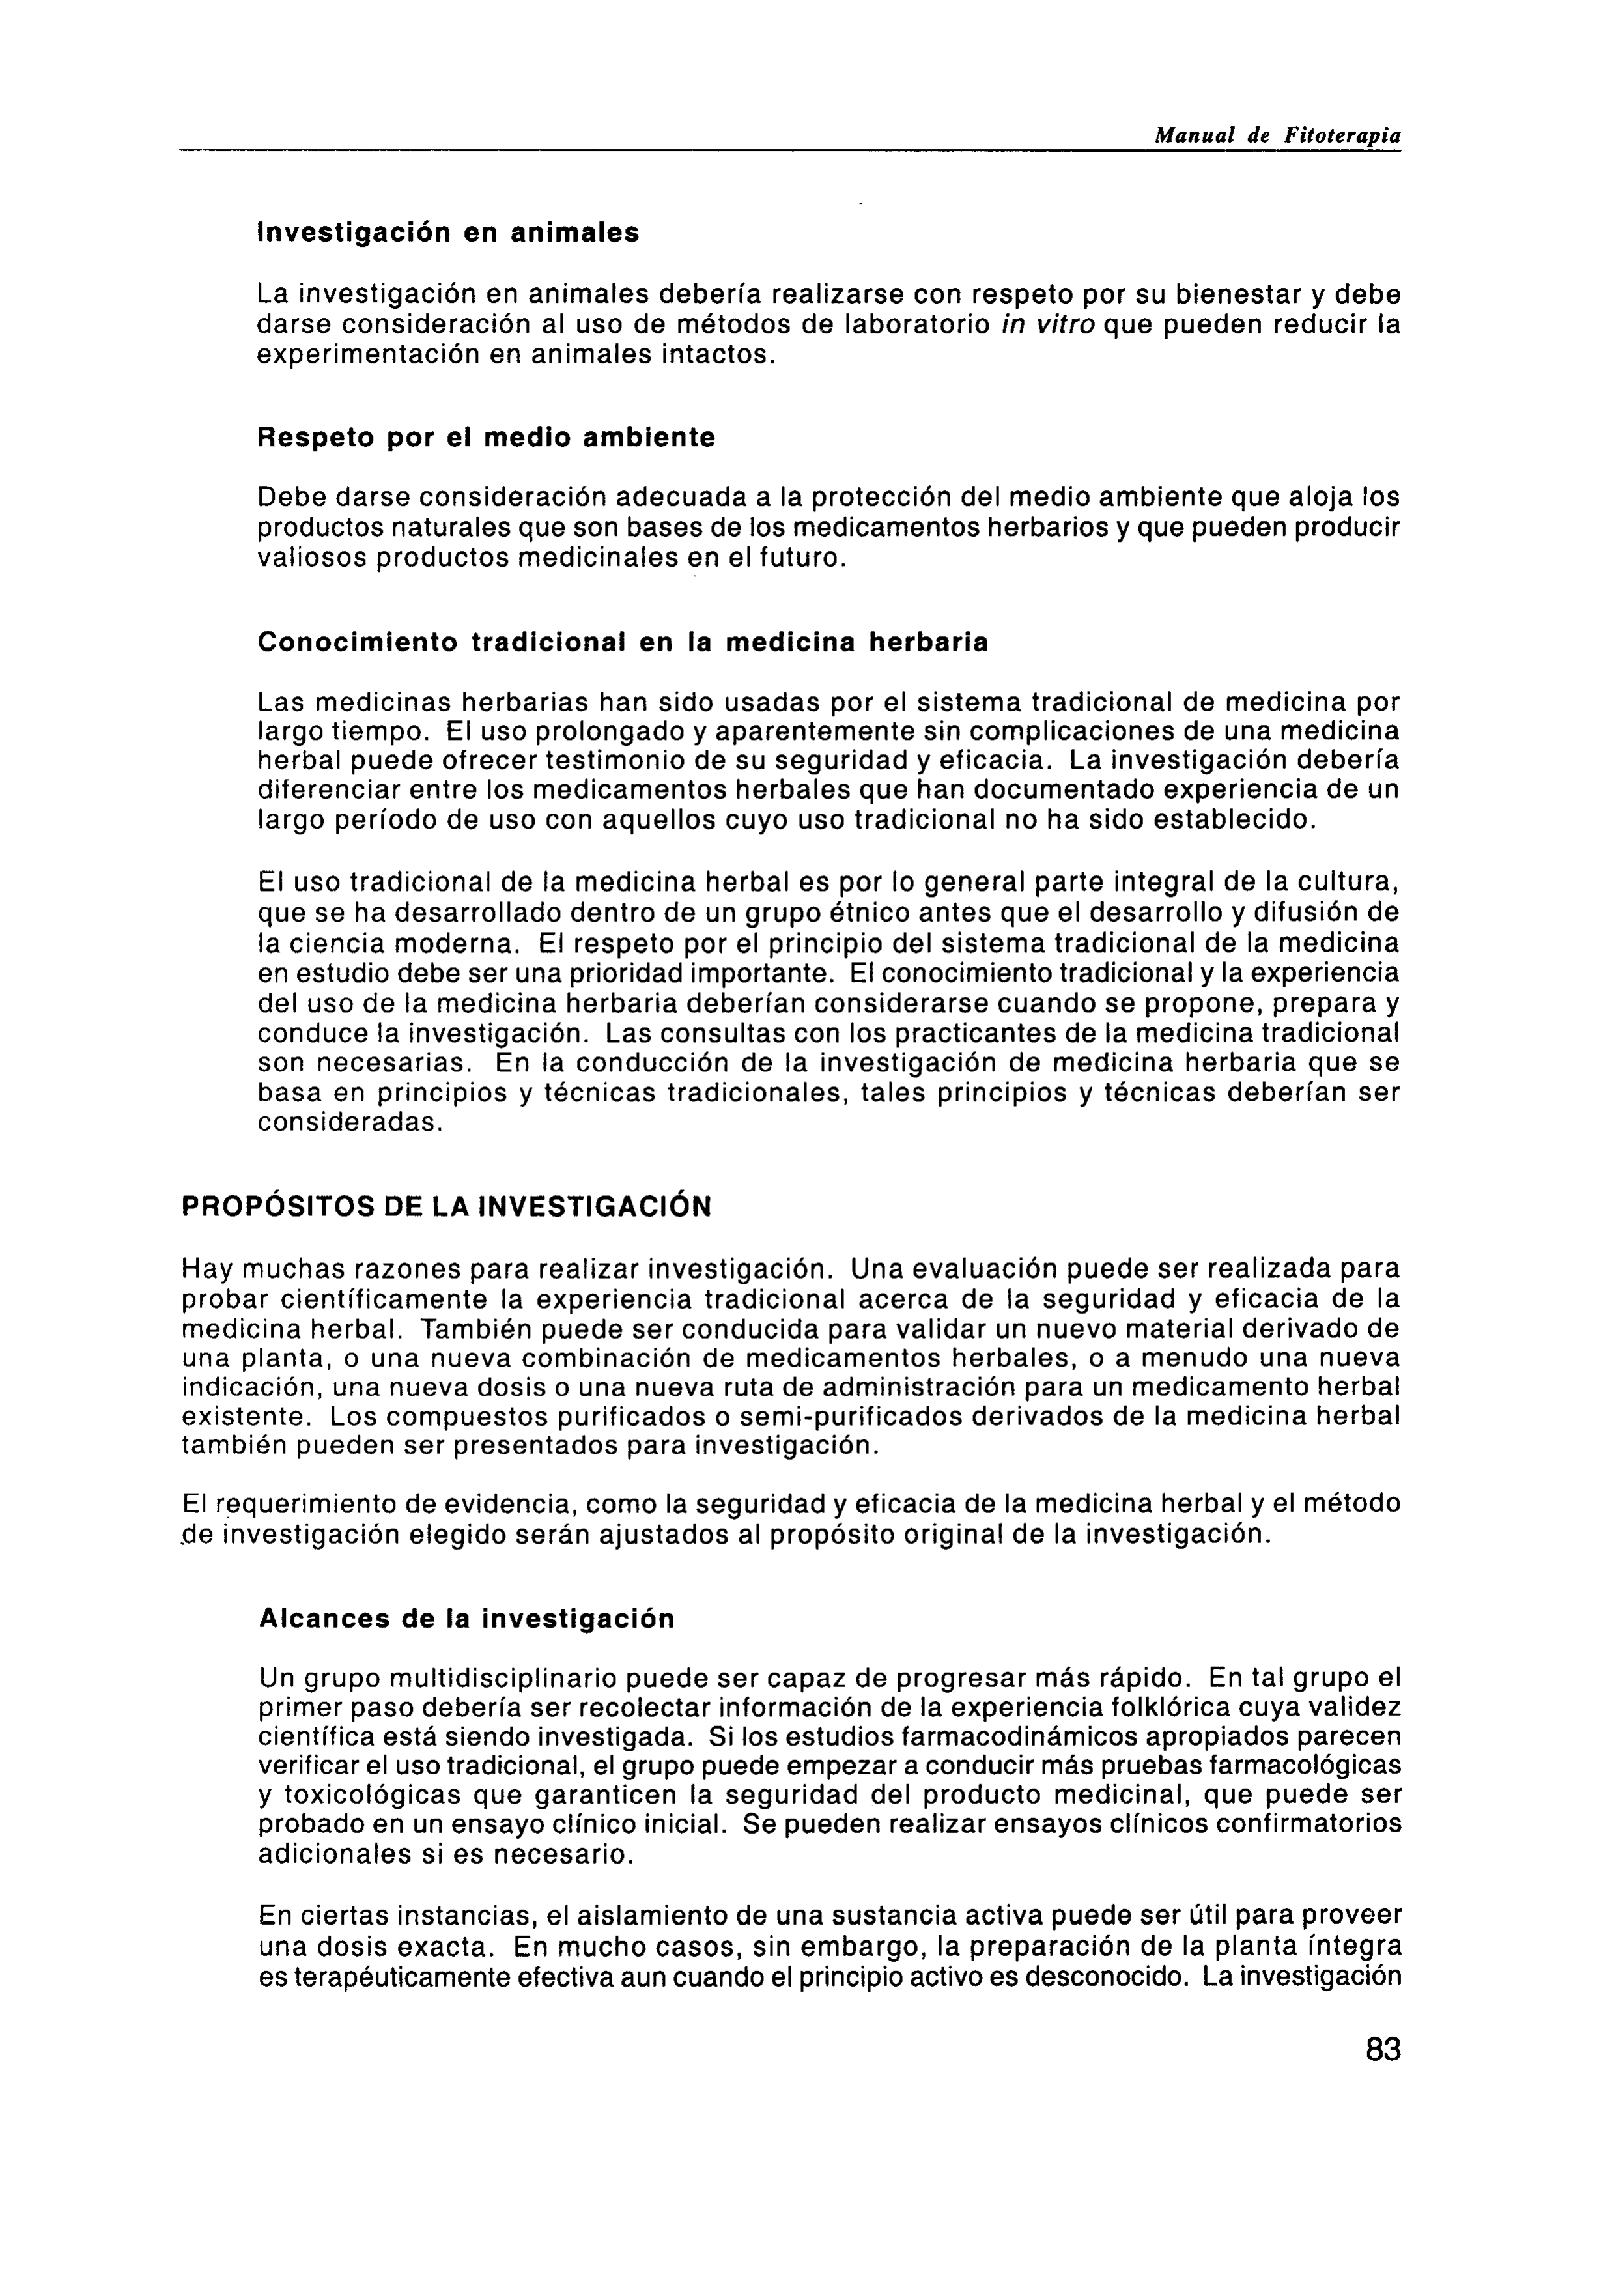 Manual de Fitoterapia
Investigación en animales
La investigación en animales debería realizarse con respeto por su bienestar y debe
darse consideración al uso de métodos de laboratorio in vitro que pueden reducir la
experimentación en animales intactos.
Respeto por el medio ambiente
Debe darse consideración adecuada a la protección del medio ambiente que aloja los
productos naturales que son bases de los medicamentos herbarios y que pueden producir
valiosos productos medicinales en el futuro.
Conocimiento tradicional en la medicina herbaria
Las medicinas herbarias han sido usadas por el sistema tradicional de medicina por
largo tiempo. El uso prolongado y aparentemente sin complicaciones de una medicina
herbal puede ofrecer testimonio de su seguridad y eficacia. La investigación debería
diferenciar entre los medicamentos herbales que han documentado experiencia de un
largo período de uso con aquellos cuyo uso tradicional no ha sido establecido.
El uso tradicional de la medicina herbal es por lo general parte integral de la cultura,
que se ha desarrollado dentro de un grupo étnico antes que el desarrollo y difusión de
la ciencia moderna. El respeto por el principio del sistema tradicional de la medicina
en estudio debe ser una prioridad importante. El conocimiento tradicional y la experiencia
del uso de la medicina herbaria deberían considerarse cuando se propone, prepara y
conduce la investigación. Las consultas con los practicantes de la medicina tradicional
son necesarias. En la conducción de la investigación de medicina herbaria que se
basa en principios y técnicas tradicionales, tales principios y técnicas deberían ser
consideradas.
PROPÓSITOS DE LA INVESTIGACIÓN
Hay muchas razones para realizar investigación. Una evaluación puede ser realizada para
probar científicamente la experiencia tradicional acerca de la seguridad y eficacia de la
medicina herbal. También puede ser conducida para validar un nuevo material derivado de
una planta, o una nueva combinación de medicamentos herbales, o a menudo una nueva
indicación, una nueva dosis o una nueva ruta de administración para un medicamento herbal
existente. Los compuestos purificados o semi-purificados derivados de la medicina herbal
también pueden ser presentados para investigación.
El requerimiento de evidencia, como la seguridad y eficacia de la medicina herbal y el método
de investigación elegido serán ajustados al propósito original de la investigación.
Alcances de la investigación
Un grupo multidisciplinario puede ser capaz de progresar más rápido. En tal grupo el
primer paso debería ser recolectar información de la experiencia folklórica cuya validez
científica está siendo investigada. Si los estudios farmacodinámicos apropiados parecen
verificar el uso tradicional, el grupo puede empezar a conducir más pruebas farmacológicas
y toxicológicas que garanticen la seguridad del producto medicinal, que puede ser
probado en un ensayo clínico inicial. Se pueden realizar ensayos clínicos confirmatorios
adicionales si es necesario.
En ciertas instancias, el aislamiento de una sustancia activa puede ser útil para proveer
una dosis exacta. En mucho casos, sin embargo, la preparación de la planta íntegra
es terapéuticamente efectiva aun cuando el principio activo es desconocido. La investigación
83